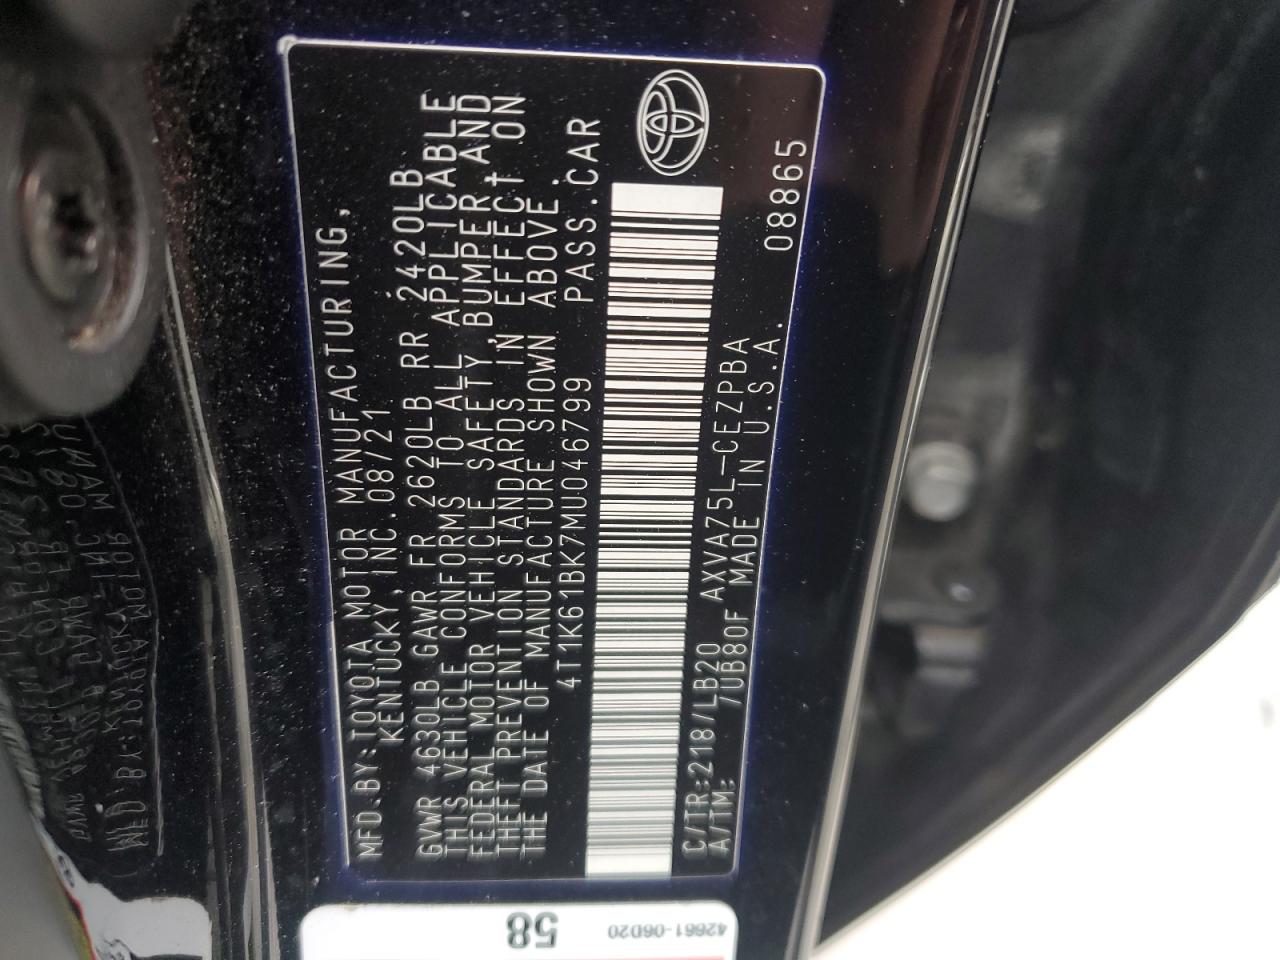 MFD.BY:TOYOTA MOTOR MANUFACTURING,
KENTUCKY,INC.08/21
GVWR 4630LB GAWR FR 2620LB RR 2420LB
THIS VEHICLE CONFORMS TO ALL APPLICABLE
FEDERAL MOTOR VEHICLE SAFETY,BUMPER,AND
THEFT PREVENTION STANDARDS IN EFFECT ON
THE DATE OF MANUFACTURE SHOWN ABOVE.
4T1K61BK7MU046799 PASS.CAR
C/TR:218/LB20 AXVA75L-CEZPBA
A/TM: 7UB80F MADE IN U.S.A. 08865
58
42661-06D20